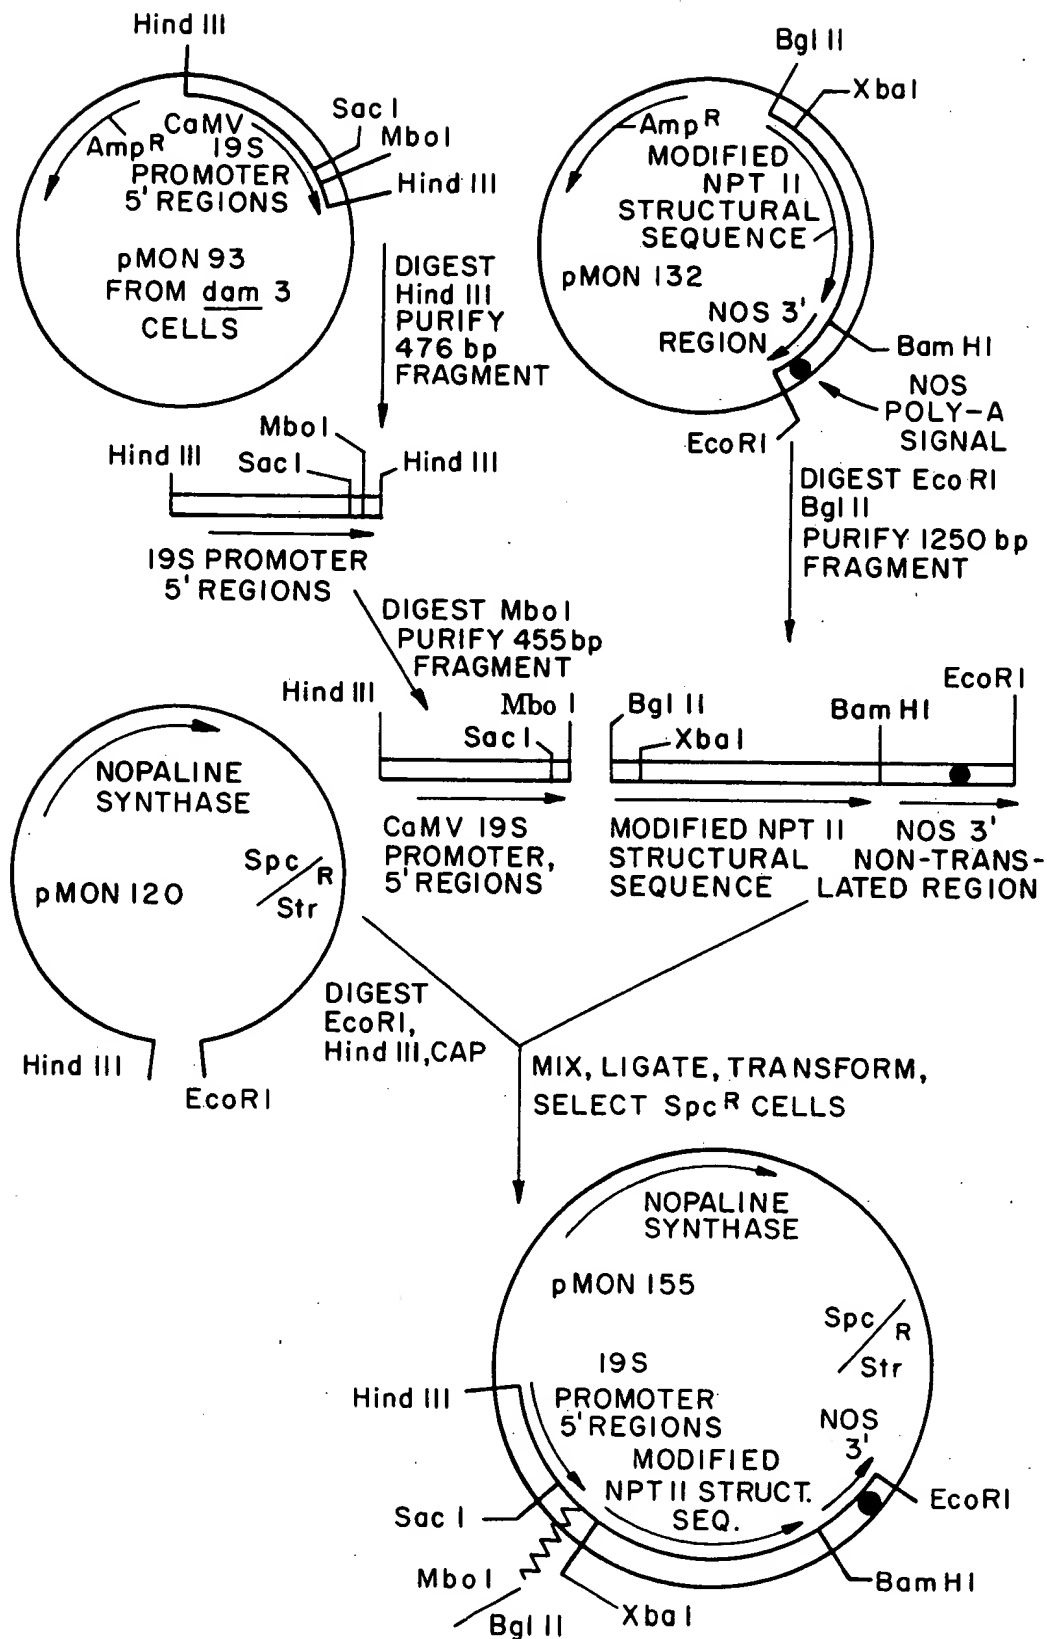 Hind III
Amp R
CaMV
19S
PROMOTER
5' REGIONS
Sac I
Mbo I
Hind III
pMON 93
FROM dam 3
CELLS
DIGEST
Hind III
PURIFY
476 bp
FRAGMENT
Bgl II
Xba I
Amp R
MODIFIED
NPT II
STRUCTURAL
SEQUENCE
pMON 132
NOS 3'
REGION
Bam HI
NOS
POLY-A
SIGNAL
EcoRI
DIGEST Eco RI
Bgl II
PURIFY 1250 bp
FRAGMENT
Hind III
Mbo I
Sac I
Hind III
19S PROMOTER
5' REGIONS
DIGEST Mbo I
PURIFY 455 bp
FRAGMENT
Hind III
Sac I
Mbo I
CaMV 19S
PROMOTER,
5' REGIONS
Bgl II
Xba I
Bam HI
EcoRI
MODIFIED NPT II
STRUCTURAL
SEQUENCE
NOS 3'
NON-TRANS-
LATED REGION
NOPALINE
SYNTHASE
pMON 120
Spc/R
Str
Hind III
EcoRI
DIGEST
EcoRI,
Hind III, CAP
MIX, LIGATE, TRANSFORM,
SELECT Spc R CELLS
NOPALINE
SYNTHASE
pMON 155
Spc/R
Str
Hind III
19S
PROMOTER
5' REGIONS
MODIFIED
NPT II STRUCT.
SEQ.
NOS
3'
EcoRI
Sac I
Mbo I
Bgl II
Xba I
Bam HI